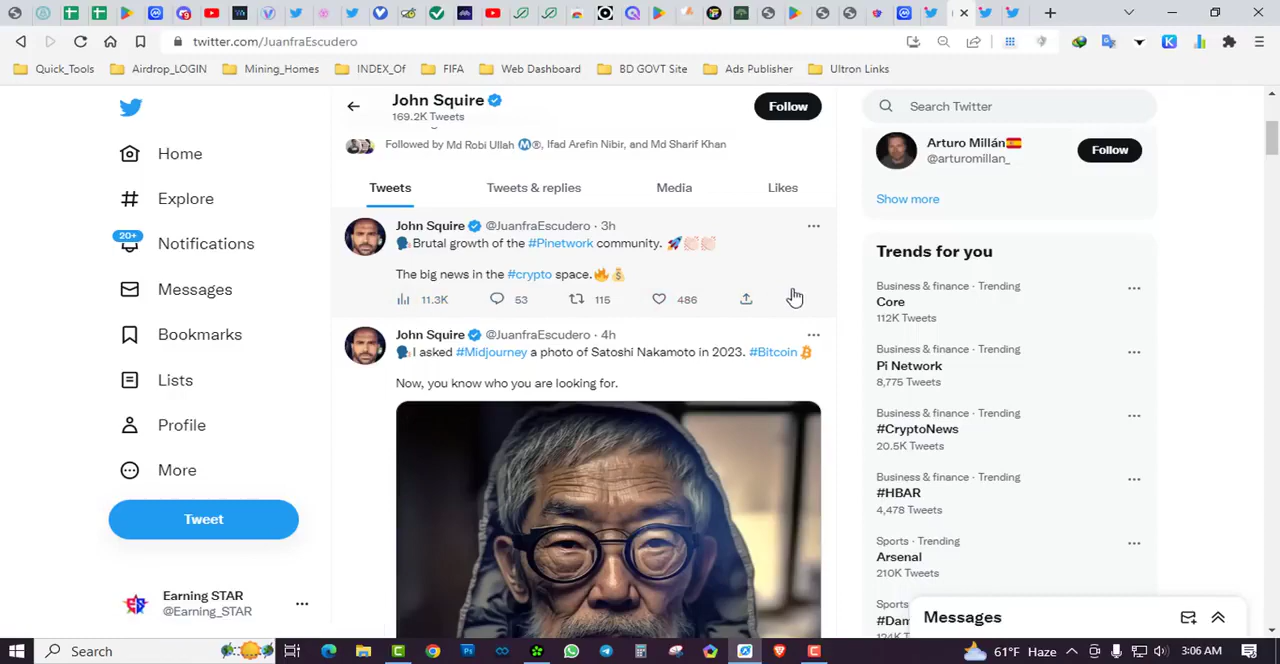 twitter.com/JuanfraEscudero
Quick_Tools
Airdrop_LOGIN
Mining_Homes
INDEX_Of
FIFA
Web Dashboard
BD GOVT Site
Ads Publisher
Ultron Links
Home
Explore
20+
Notifications
Messages
Bookmarks
Lists
Profile
More
Tweet
Earning STAR
@Earning_STAR
John Squire
169.2K Tweets
Follow
Followed by Md Robi Ullah Ⓜ️®, Ifad Arefin Nibir, and Md Sharif Khan
Tweets
Tweets & replies
Media
Likes
John Squire @JuanfraEscudero · 3h
🗣️Brutal growth of the #Pinetwork community. 🚀👏🏻👏🏻
The big news in the #crypto space.🔥💰
11.3K
53
115
486
John Squire @JuanfraEscudero · 4h
🗣️I asked #Midjourney a photo of Satoshi Nakamoto in 2023. #Bitcoin
Now, you know who you are looking for.
Search Twitter
Arturo Millán🇪🇸
@arturomillan_
Follow
Show more
Trends for you
Business & finance · Trending
Core
112K Tweets
Business & finance · Trending
Pi Network
8,775 Tweets
Business & finance · Trending
#CryptoNews
20.5K Tweets
Business & finance · Trending
#HBAR
4,478 Tweets
Sports · Trending
Arsenal
210K Tweets
Sports
Messages
Search
61°F Haze
3:06 AM